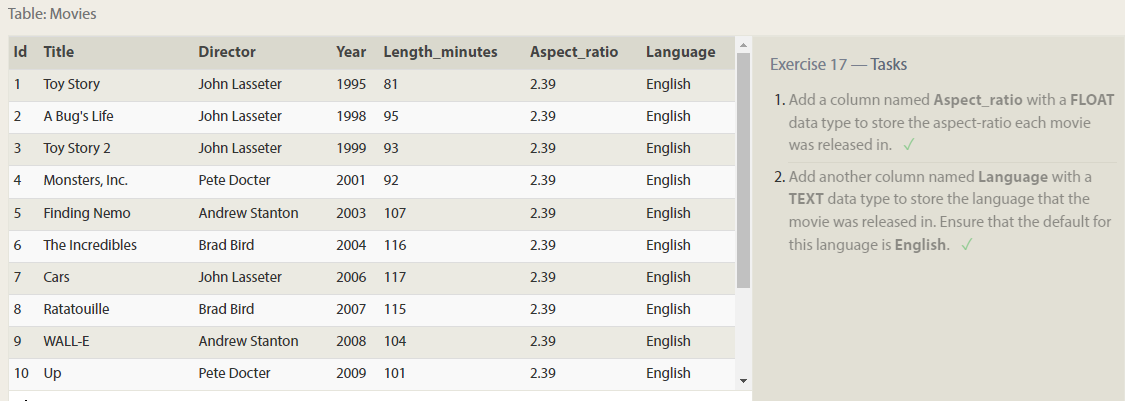 Table: Movies
Id Title Director Year Length_minutes Aspect_ratio Language
1 Toy Story John Lasseter 1995 81 2.39 English
2 A Bug's Life John Lasseter 1998 95 2.39 English
3 Toy Story 2 John Lasseter 1999 93 2.39 English
4 Monsters, Inc. Pete Docter 2001 92 2.39 English
5 Finding Nemo Andrew Stanton 2003 107 2.39 English
6 The Incredibles Brad Bird 2004 116 2.39 English
7 Cars John Lasseter 2006 117 2.39 English
8 Ratatouille Brad Bird 2007 115 2.39 English
9 WALL-E Andrew Stanton 2008 104 2.39 English
10 Up Pete Docter 2009 101 2.39 English
Exercise 17 — Tasks
1. Add a column named Aspect_ratio with a FLOAT
data type to store the aspect-ratio each movie
was released in. ✓
2. Add another column named Language with a
TEXT data type to store the language that the
movie was released in. Ensure that the default for
this language is English. ✓